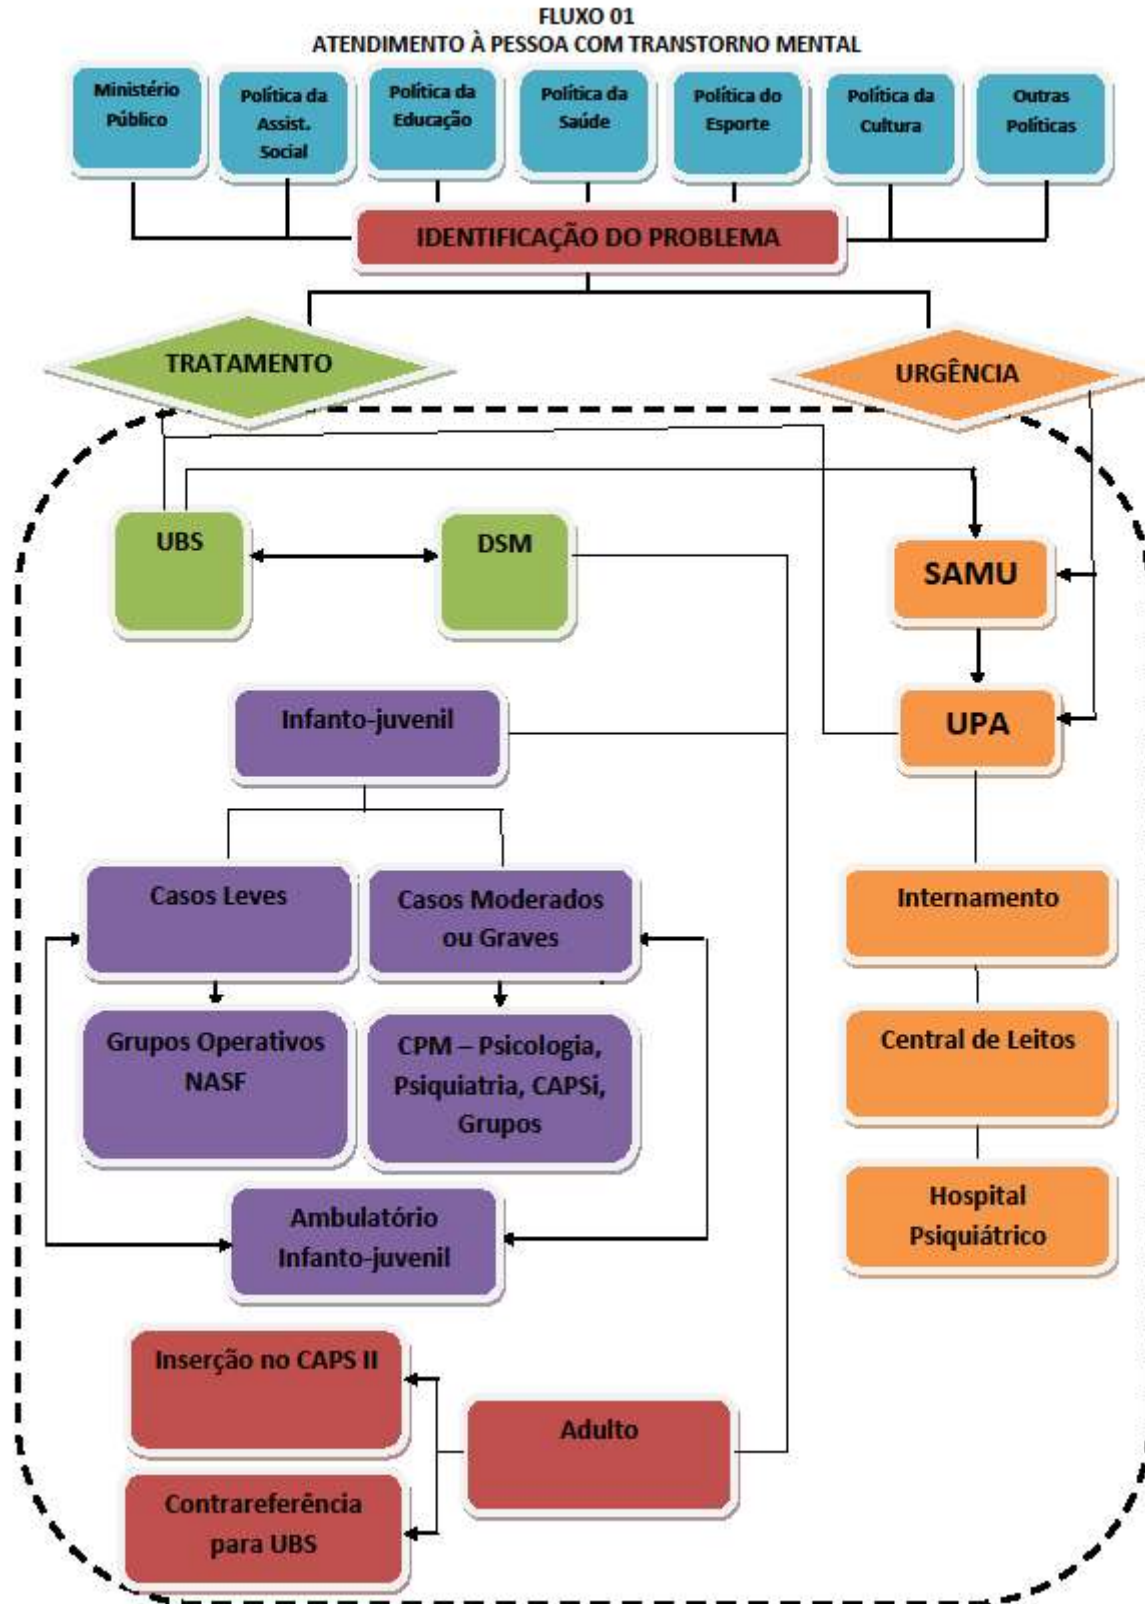 FLUXO 01
ATENDIMENTO À PESSOA COM TRANSTORNO MENTAL
Ministério
Público
Política da
Assist.
Social
Política da
Educação
Política da
Saúde
Política do
Esporte
Política da
Cultura
Outras
Políticas
IDENTIFICAÇÃO DO PROBLEMA
TRATAMENTO
URGÊNCIA
UBS
DSM
SAMU
UPA
Infanto-juvenil
Casos Leves
Casos Moderados
ou Graves
Internamento
Grupos Operativos
NASF
CPM – Psicologia,
Psiquiatria, CAPSi,
Grupos
Central de Leitos
Ambulatório
Infanto-juvenil
Hospital
Psiquiátrico
Inserção no CAPS II
Adulto
Contrareferência
para UBS